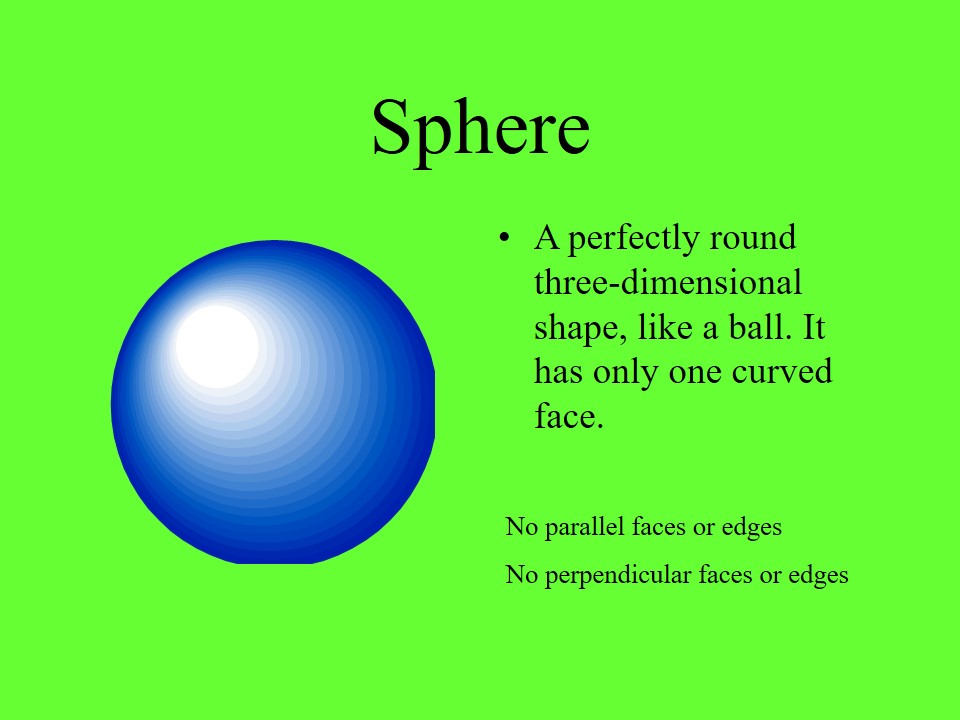 Sphere
• A perfectly round
three-dimensional
shape, like a ball. It
has only one curved
face.
No parallel faces or edges
No perpendicular faces or edges